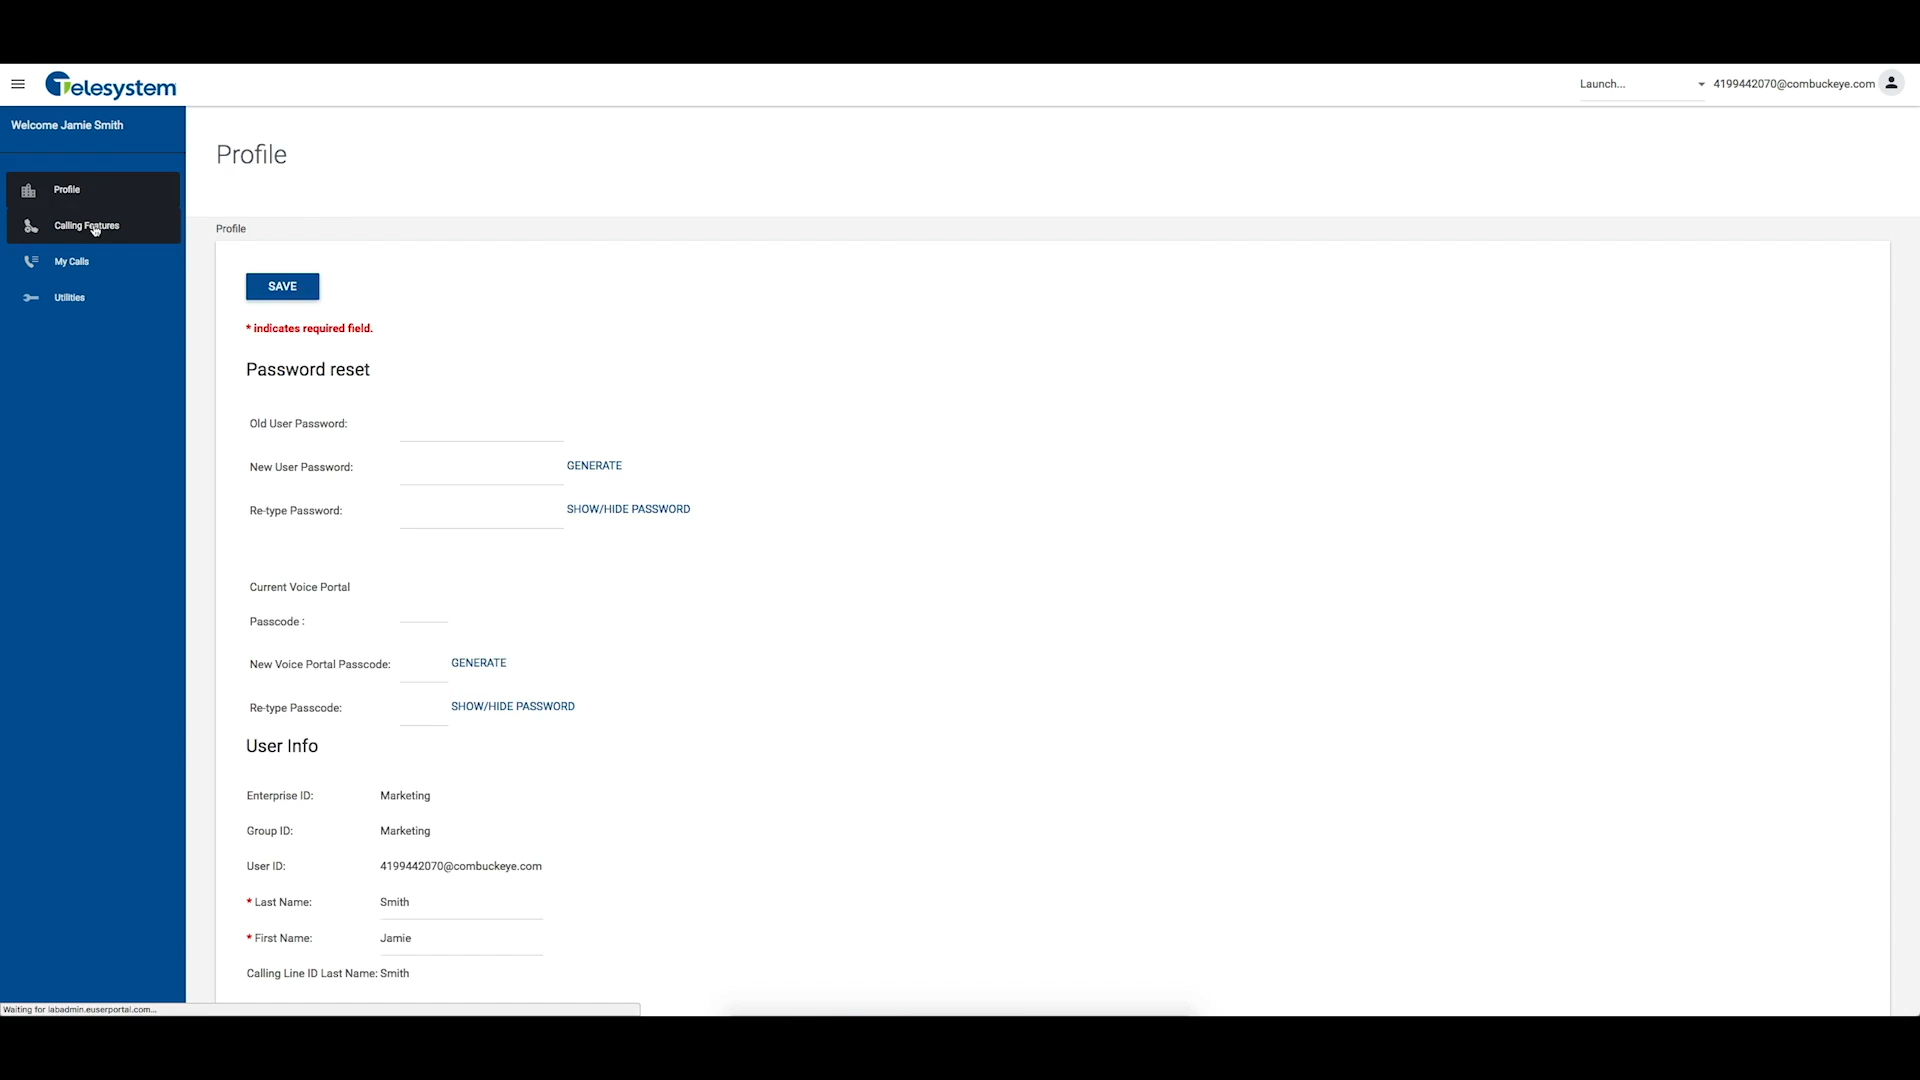 Telesystem
Launch...
4199442070@combuckeye.com
Welcome Jamie Smith
Profile
Calling Features
My Calls
Utilities
Profile
Profile
SAVE
* indicates required field.
Password reset
Old User Password:
New User Password:
GENERATE
Re-type Password:
SHOW/HIDE PASSWORD
Current Voice Portal
Passcode :
New Voice Portal Passcode:
GENERATE
Re-type Passcode:
SHOW/HIDE PASSWORD
User Info
Enterprise ID: Marketing
Group ID: Marketing
User ID: 4199442070@combuckeye.com
* Last Name: Smith
* First Name: Jamie
Calling Line ID Last Name: Smith
Waiting for labadmin.euserportal.com...